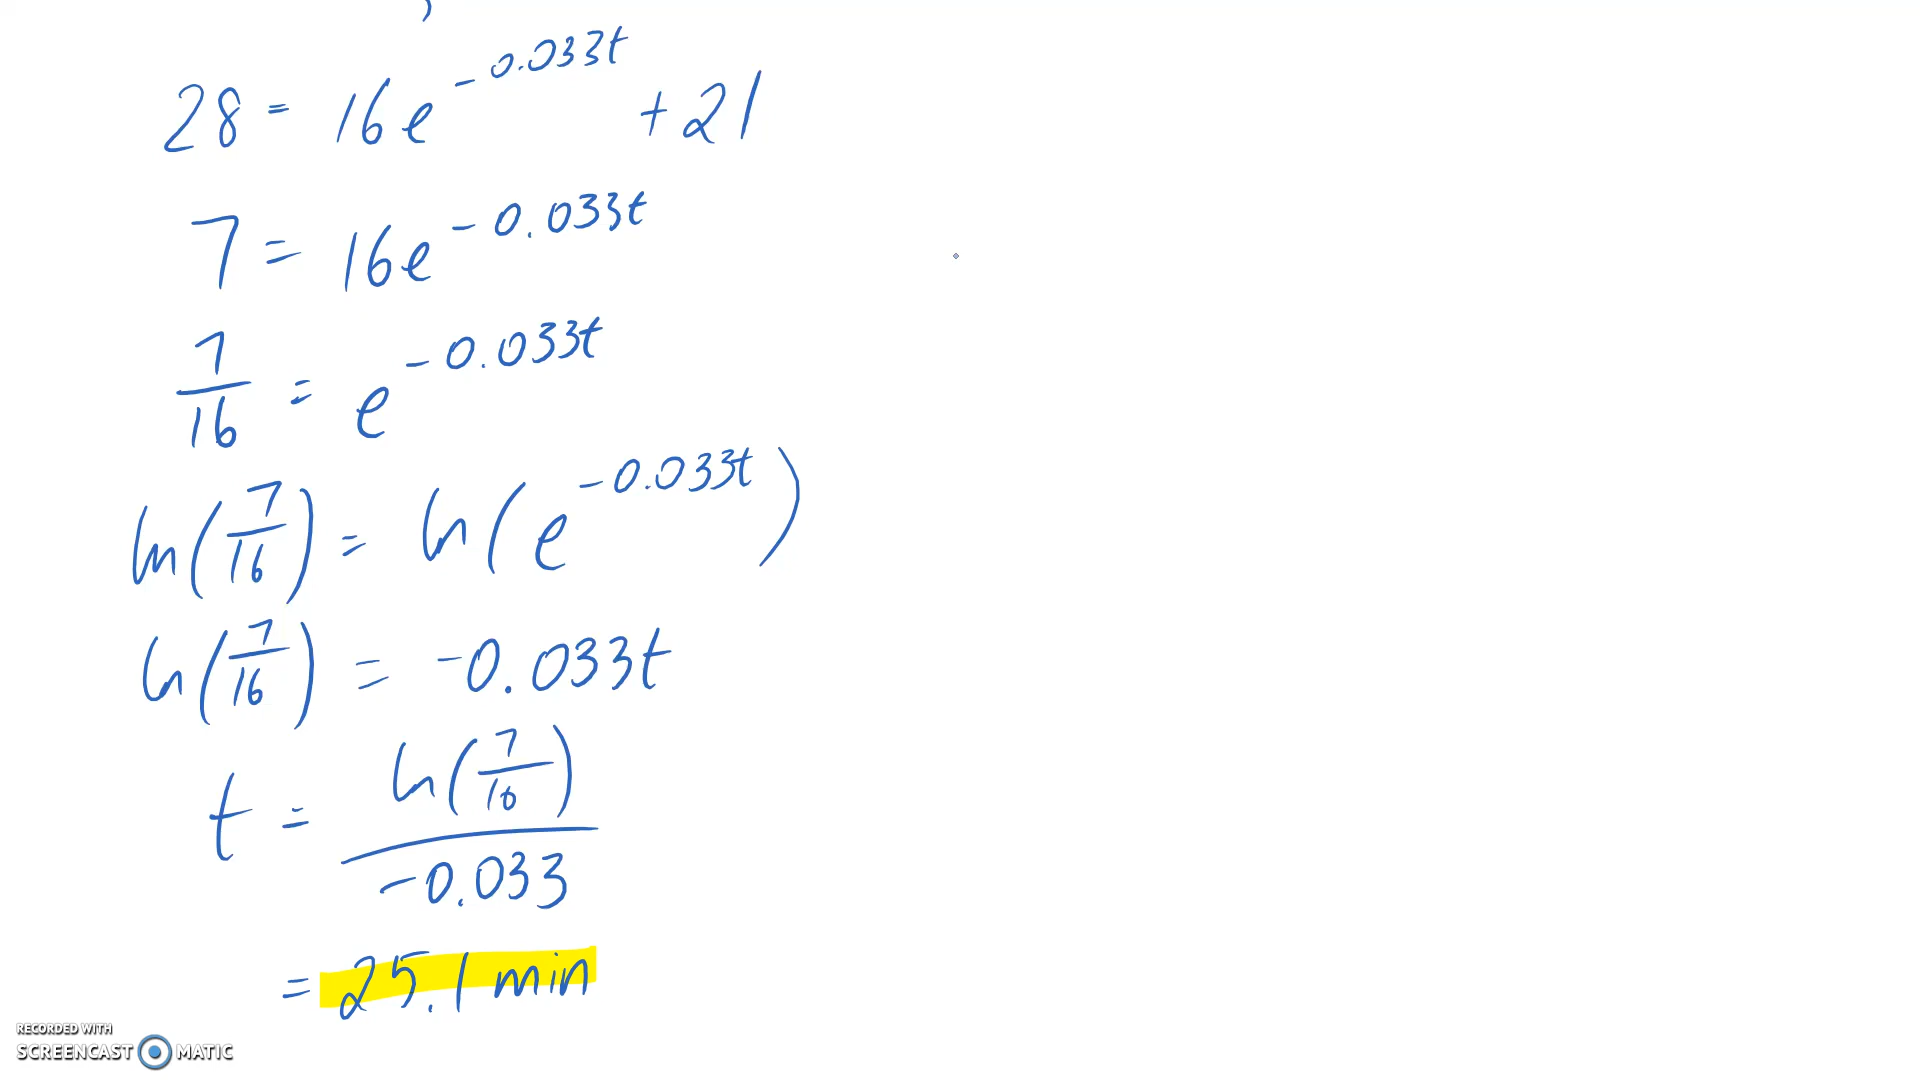 28 = 16e^-0.033t + 21
7 = 16e^-0.033t
7/16 = e^-0.033t
ln(7/16) = ln(e^-0.033t)
ln(7/16) = -0.033t
t = ln(7/16)/-0.033
= 25.1 min
RECORDED WITH
SCREENCAST MATIC